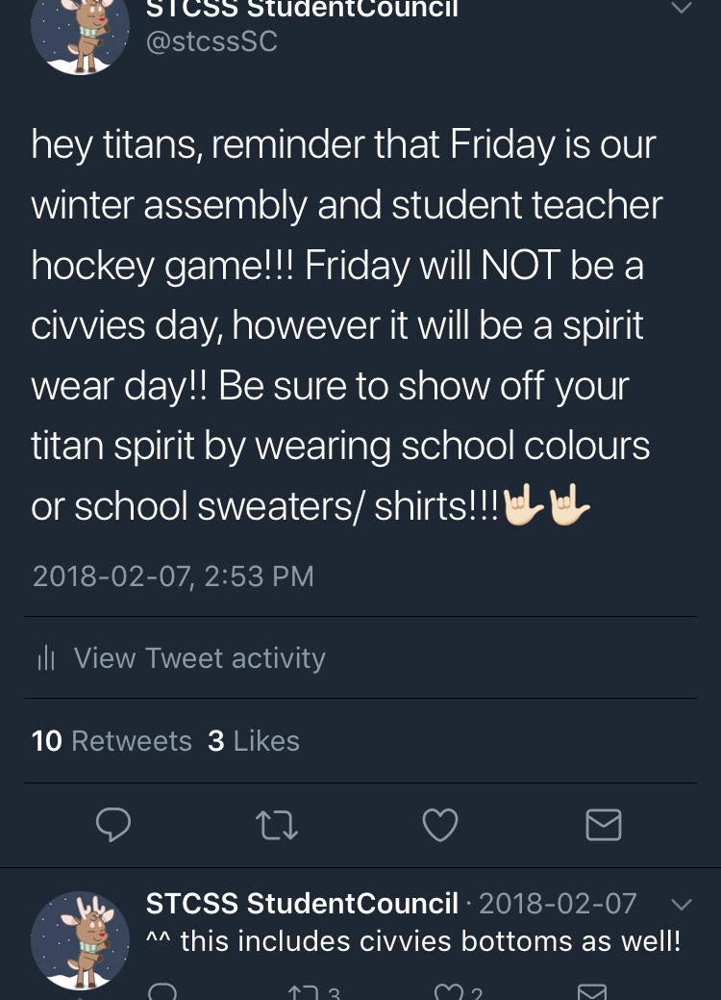 STCSS StudentCouncil
@stcssSC
hey titans, reminder that Friday is our
winter assembly and student teacher
hockey game!!! Friday will NOT be a
civvies day, however it will be a spirit
wear day!! Be sure to show off your
titan spirit by wearing school colours
or school sweaters/ shirts!!!🤟🏻🤟🏻
2018-02-07, 2:53 PM
View Tweet activity
10 Retweets 3 Likes
STCSS StudentCouncil · 2018-02-07
^^ this includes civvies bottoms as well!
3 2